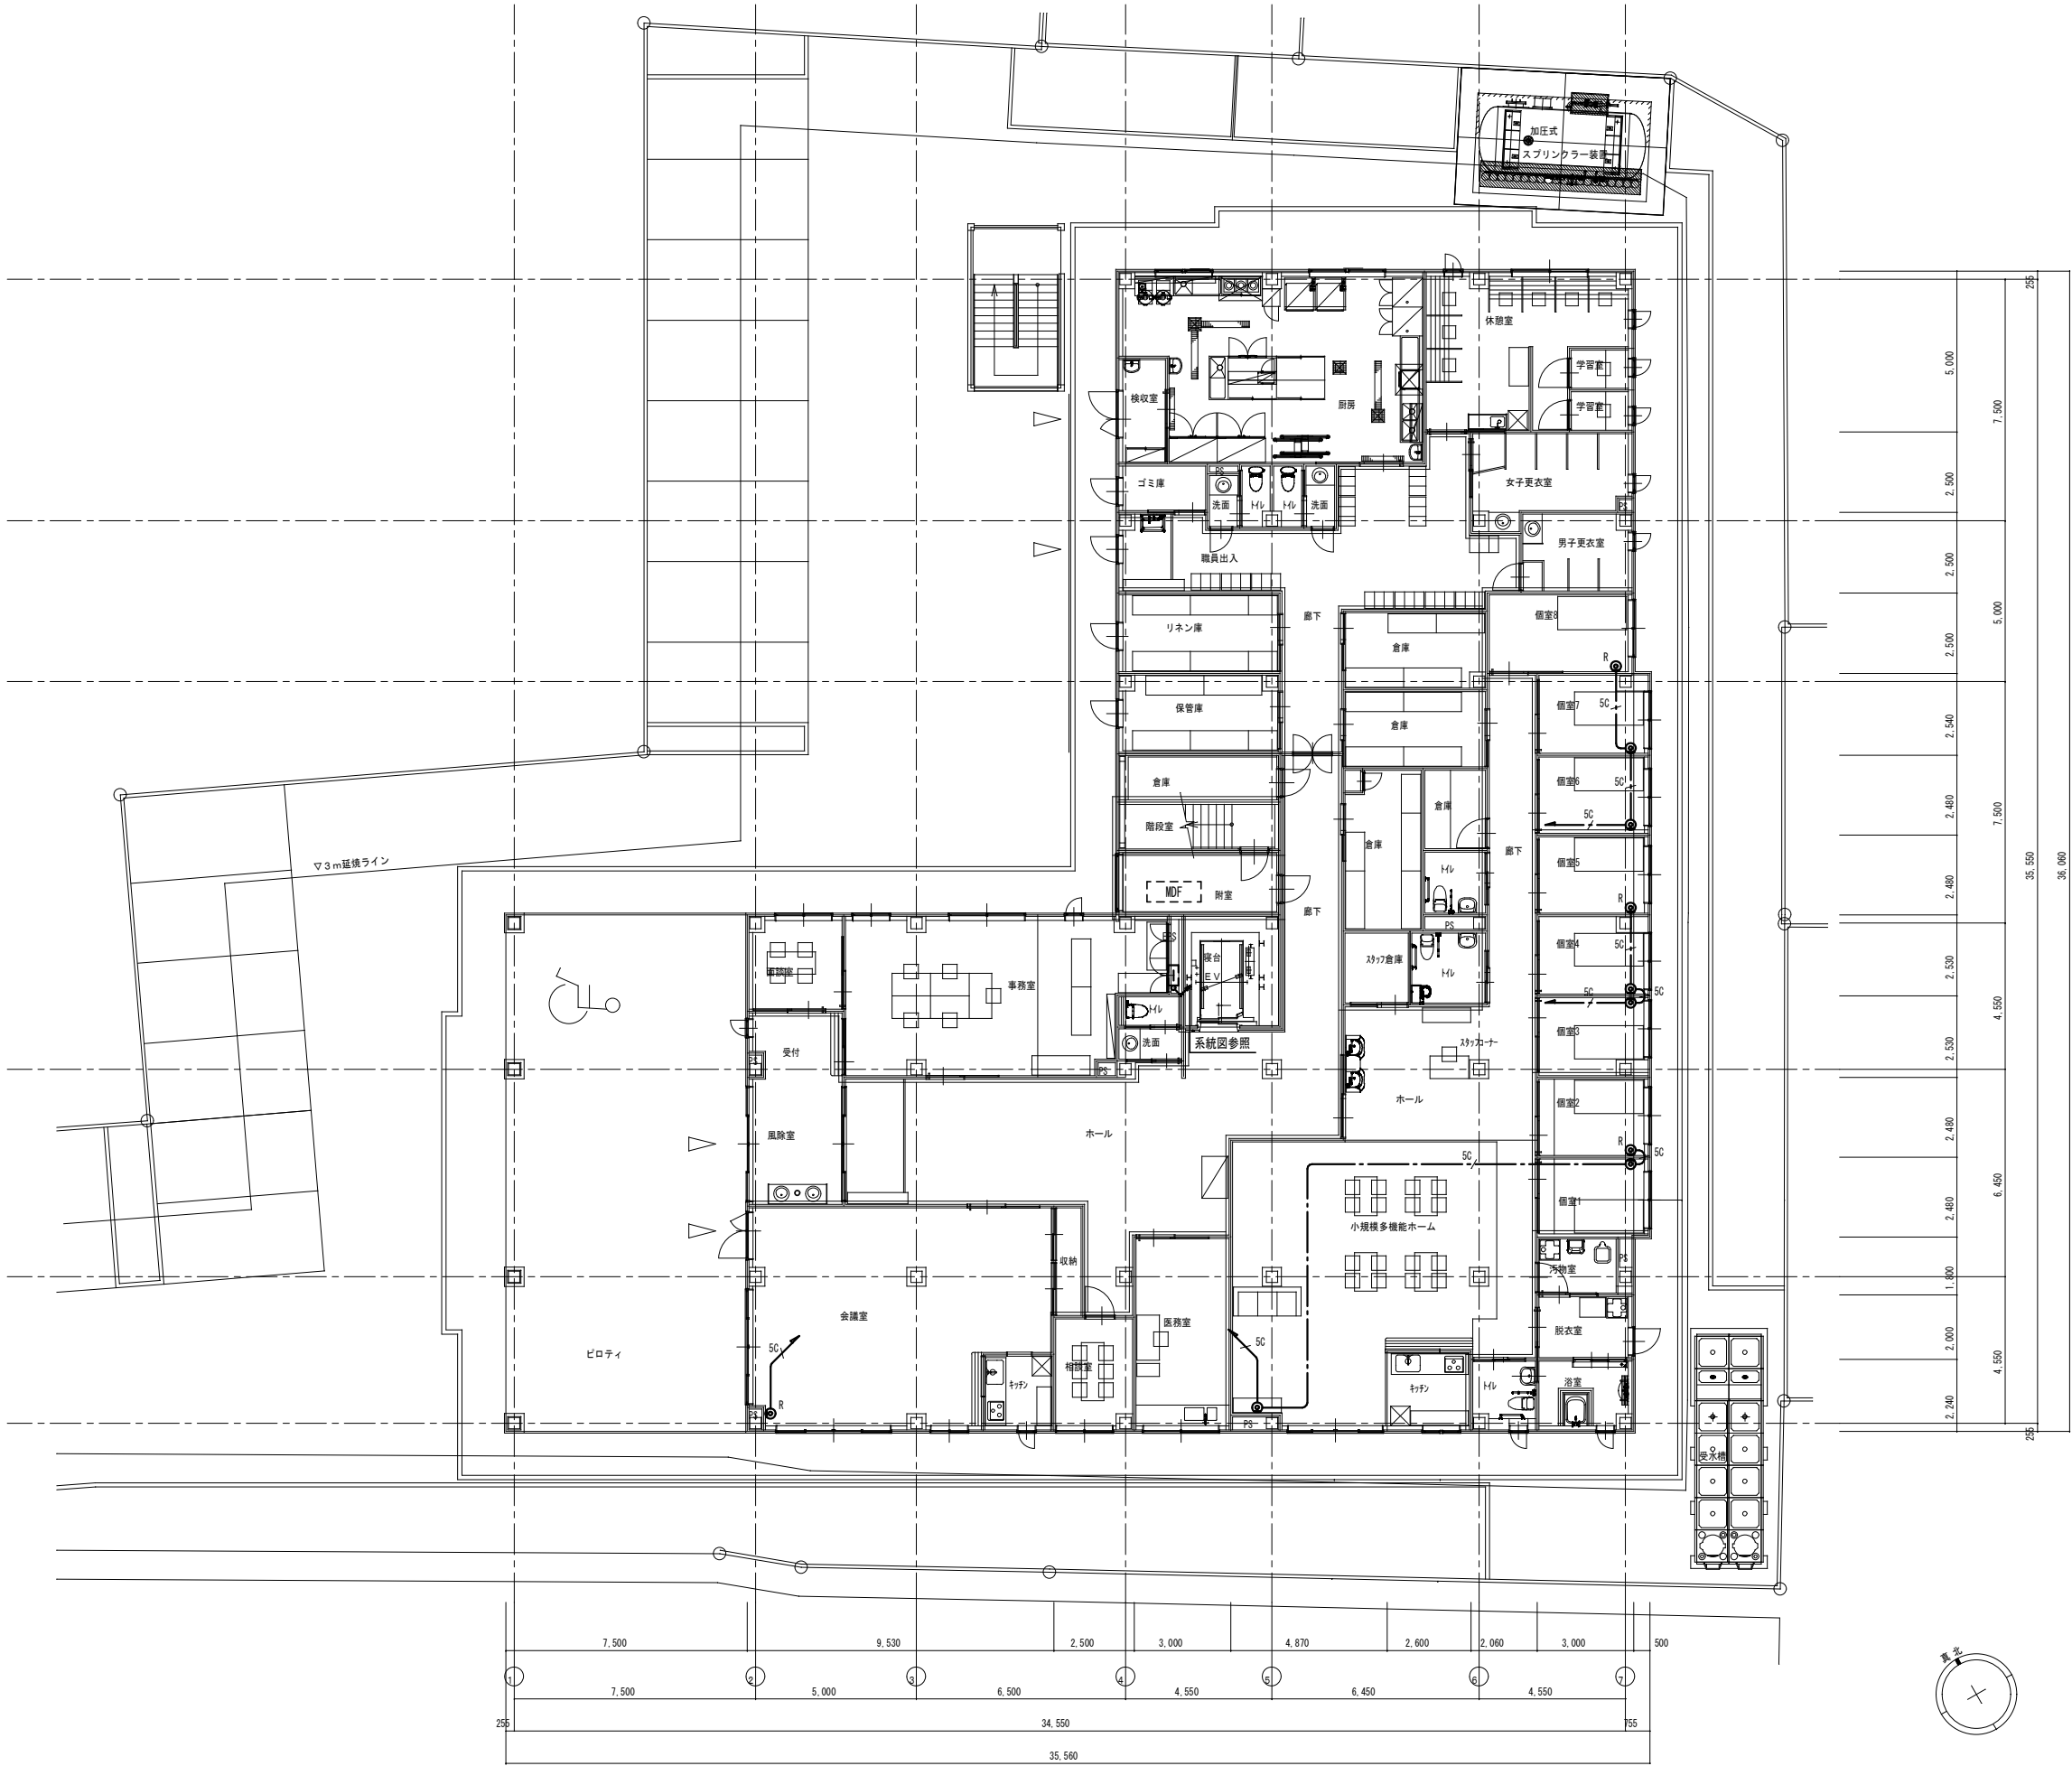 加圧式
スプリンクラー装置
休憩室
学習室
学習室
検収室
厨房
PS
ゴミ庫
洗面
トイレ
トイレ
洗面
女子更衣室
PS
職員出入
男子更衣室
リネン庫
廊下
倉庫
個室8
R
保管庫
倉庫
個室7
5C
倉庫
倉庫
個室6
5C
5C
階段室
倉庫
廊下
▽3m延焼ライン
トイレ
個室5
MDF
附室
廊下
R
PS
面談室
事務室
EPS
寝台
EV
スタッフ倉庫
トイレ
個室4
5C
5C
5C
トイレ
個室3
受付
PS
洗面
系統図参照
スタッフコーナー
PS
ホール
個室2
風除室
ホール
R
5C
5C
個室1
小規模多機能ホーム
収納
汚物室
PS
会議室
医務室
脱衣室
ピロティ
5C
5C
相談室
キッチン
キッチン
トイレ
浴室
R
PS
PS
受水槽
255
5,000
7,500
2,500
2,500
5,000
2,500
2,540
2,480
7,500
2,480
35,550
36,060
2,530
4,550
2,530
2,480
6,450
2,480
1,800
2,000
4,550
2,240
255
7,500
9,530
2,500
3,000
4,870
2,600
2,060
3,000
500
1
2
3
4
5
6
7
7,500
5,000
6,500
4,550
6,450
4,550
255
34,550
755
35,560
真北